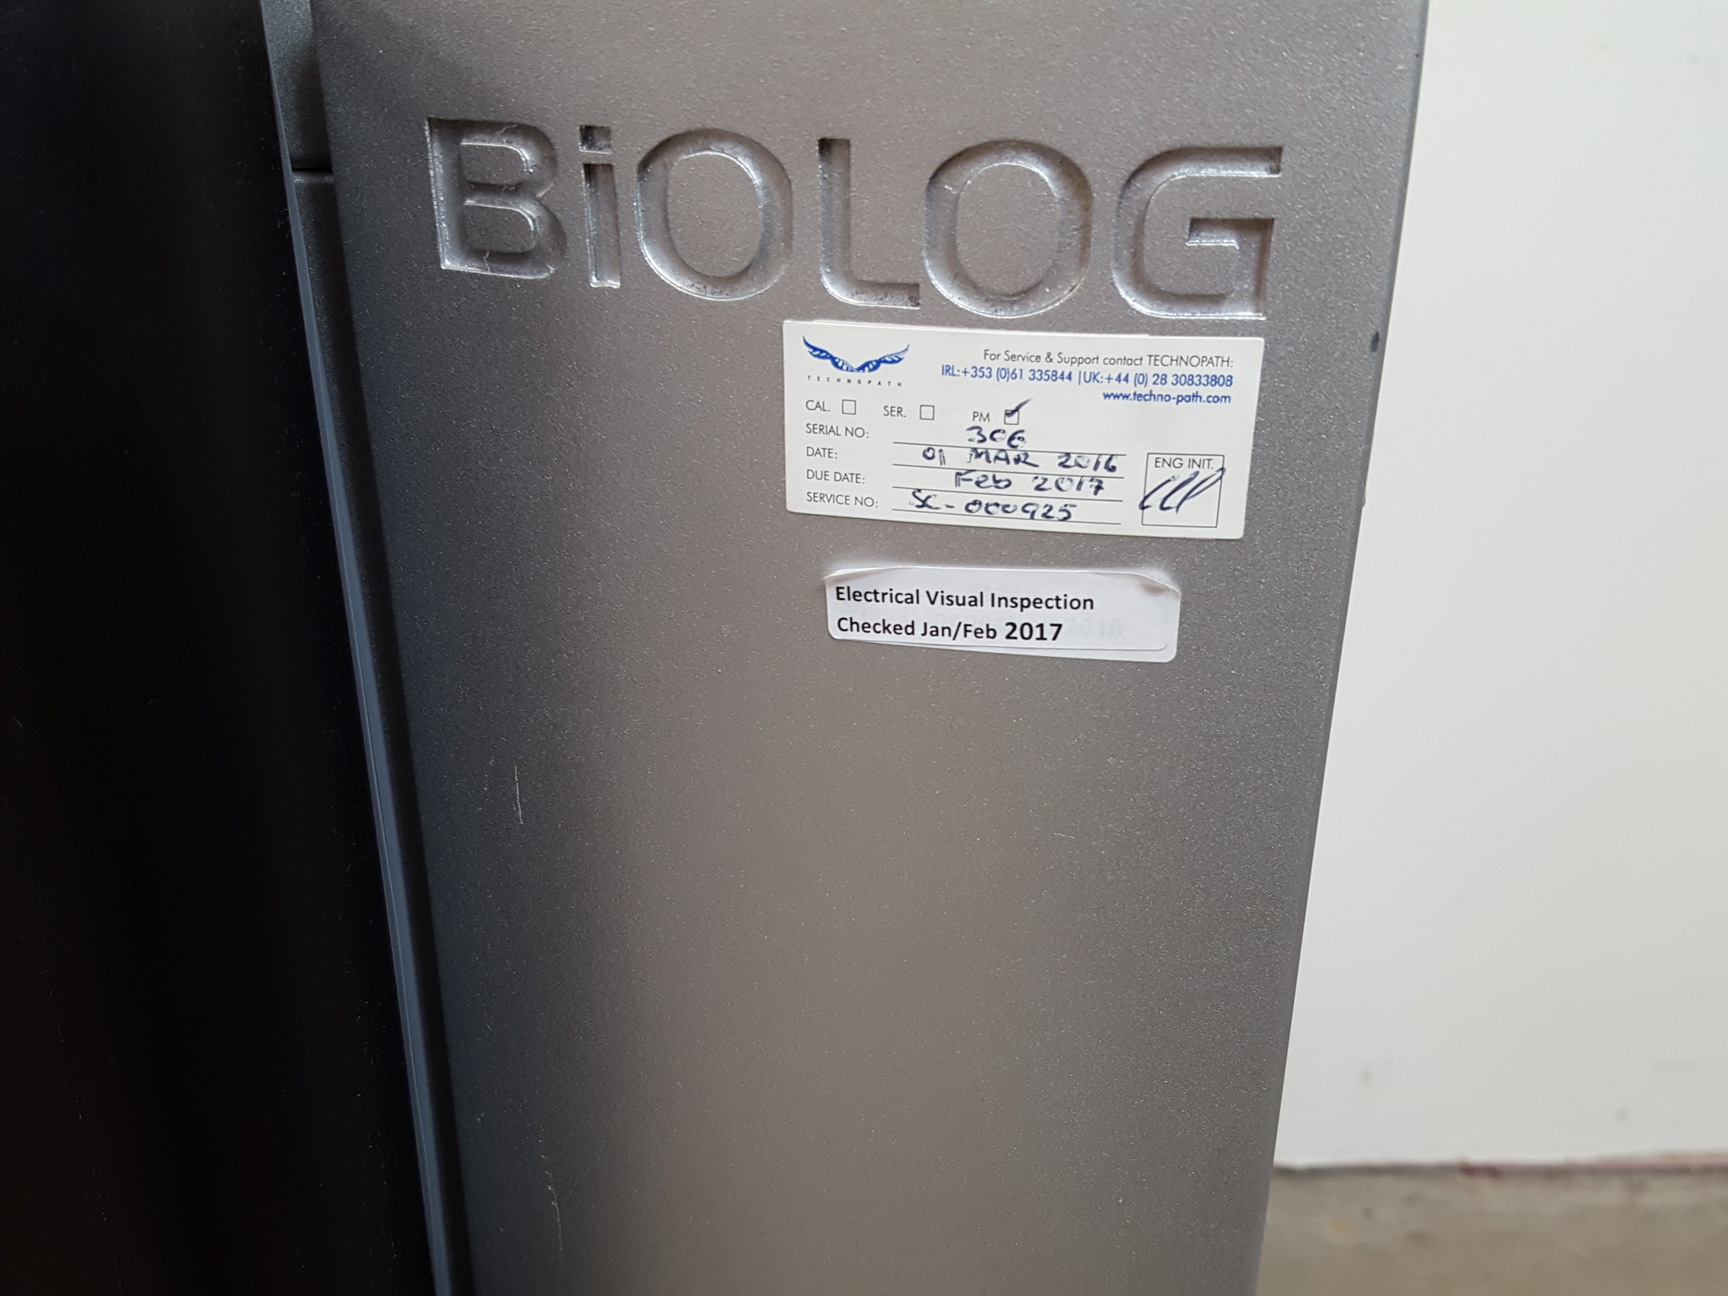 BiOLOG
TECHNOPATH
For Service & Support contact TECHNOPATH:
IRL:+353 (0)61 335844 | UK:+44 (0) 28 30833808
www.techno-path.com
CAL. SER. PM
SERIAL NO: 306
DATE: 01 MAR 2016
DUE DATE: Feb 2017
SERVICE NO: SC-000925
ENG INIT.
Electrical Visual Inspection
Checked Jan/Feb 2017